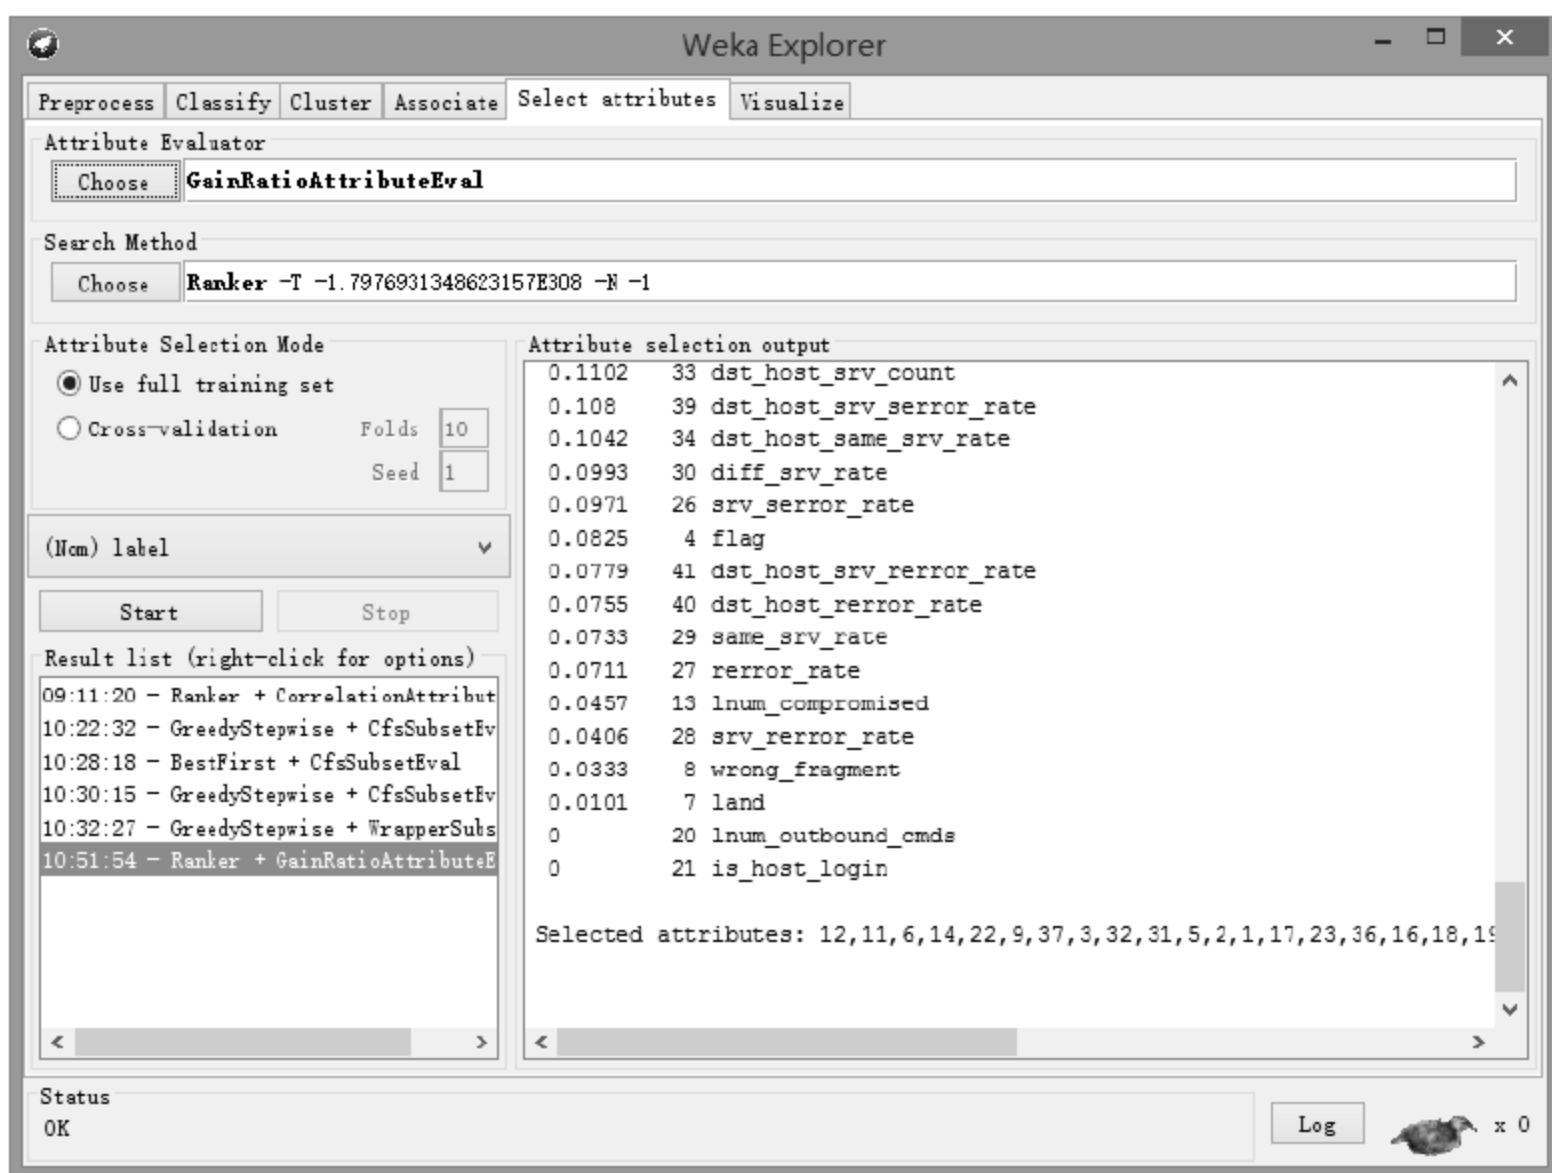 Weka Explorer
Preprocess Classify Cluster Associate Select attributes Visualize
Attribute Evaluator
Choose GainRatioAttributeEval
Search Method
Choose Ranker -T -1.7976931348623157E308 -N -1
Attribute Selection Mode
Use full training set
Cross-validation Folds 10
Seed 1
(Nom) label
Start Stop
Result list (right-click for options)
09:11:20 - Ranker + CorrelationAttribut
10:22:32 - GreedyStepwise + CfsSubsetEv
10:28:18 - BestFirst + CfsSubsetEval
10:30:15 - GreedyStepwise + CfsSubsetEv
10:32:27 - GreedyStepwise + WrapperSubs
10:51:54 - Ranker + GainRatioAttributeE
Attribute selection output
0.1102 33 dst_host_srv_count
0.108 39 dst_host_srv_serror_rate
0.1042 34 dst_host_same_srv_rate
0.0993 30 diff_srv_rate
0.0971 26 srv_serror_rate
0.0825 4 flag
0.0779 41 dst_host_srv_rerror_rate
0.0755 40 dst_host_rerror_rate
0.0733 29 same_srv_rate
0.0711 27 rerror_rate
0.0457 13 lnum_compromised
0.0406 28 srv_rerror_rate
0.0333 8 wrong_fragment
0.0101 7 land
0 20 lnum_outbound_cmds
0 21 is_host_login
Selected attributes: 12,11,6,14,22,9,37,3,32,31,5,2,1,17,23,36,16,18,19
Status
OK
Log x 0